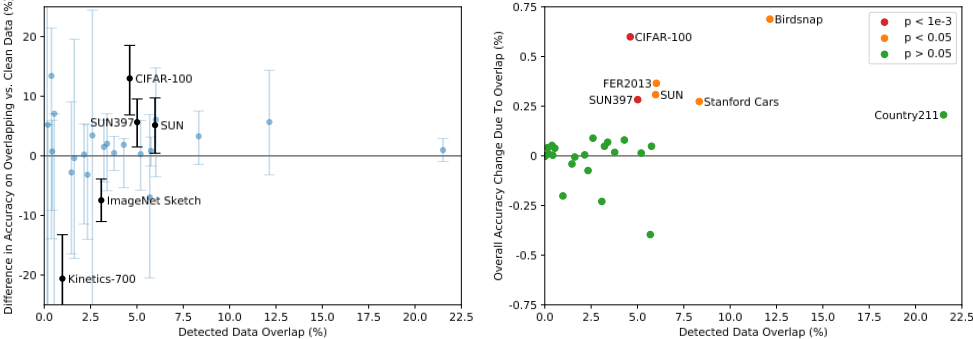 Difference in Accuracy on Overlapping vs. Clean Data (%)
20
10
0
-10
-20
CIFAR-100
SUN397
SUN
ImageNet Sketch
Kinetics-700
0.0 2.5 5.0 7.5 10.0 12.5 15.0 17.5 20.0 22.5
Detected Data Overlap (%)
Overall Accuracy Change Due To Overlap (%)
0.75
0.5
0.25
0
-0.25
-0.5
-0.75
Birdsnap
CIFAR-100
FER2013
SUN
SUN397
Stanford Cars
Country211
p < 1e-3
p < 0.05
p > 0.05
0.0 2.5 5.0 7.5 10.0 12.5 15.0 17.5 20.0 22.5
Detected Data Overlap (%)